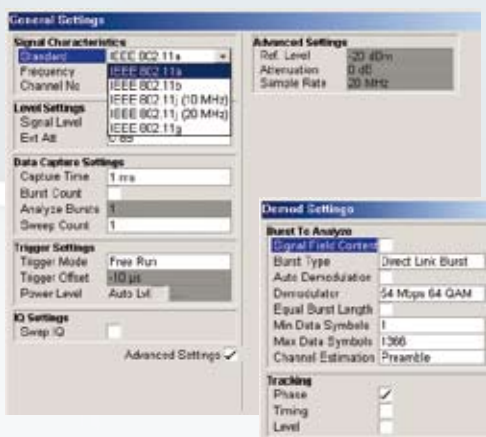 General Settings
Signal Characteristics
Standard IEEE 802.11a
Frequency IEEE 802.11a
Channel No IEEE 802.11b
IEEE 802.11j (10 MHz)
Level Settings IEEE 802.11j (20 MHz)
Signal Level IEEE 802.11g
Ext Att 0 dB
Data Capture Settings
Capture Time 1 ms
Burst Count
Analyze Bursts 1
Sweep Count 1
Trigger Settings
Trigger Mode Free Run
Trigger Offset -10 µs
Power Level Auto Lvl
IQ Settings
Swap IQ
Advanced Settings
Advanced Settings
Ref. Level -20 dBm
Attenuation 0 dB
Sample Rate 20 MHz
Demod Settings
Burst To Analyze
Signal Field Content
Burst Type Direct Link Burst
Auto Demodulation
Demodulator 54 Mbps 64 QAM
Equal Burst Length
Min Data Symbols 1
Max Data Symbols 1366
Channel Estimation Preamble
Tracking
Phase
Timing
Level